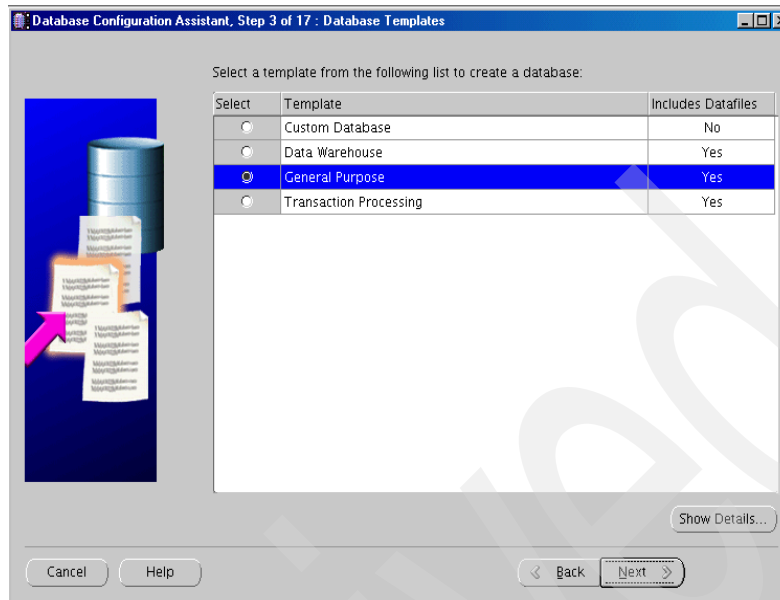 Database Configuration Assistant, Step 3 of 17 : Database Templates
Select a template from the following list to create a database:
Select Template Includes Datafiles
Custom Database No
Data Warehouse Yes
General Purpose Yes
Transaction Processing Yes
Show Details...
Cancel Help Back Next